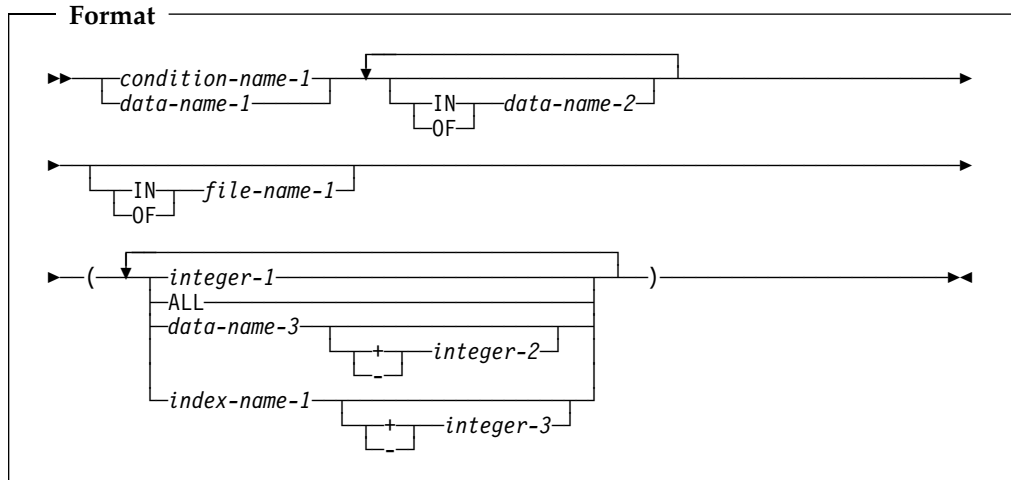 Format
condition-name-1
data-name-1
IN data-name-2
OF
IN file-name-1
OF
( integer-1 )
ALL
data-name-3
+ integer-2
-
index-name-1
+ integer-3
-